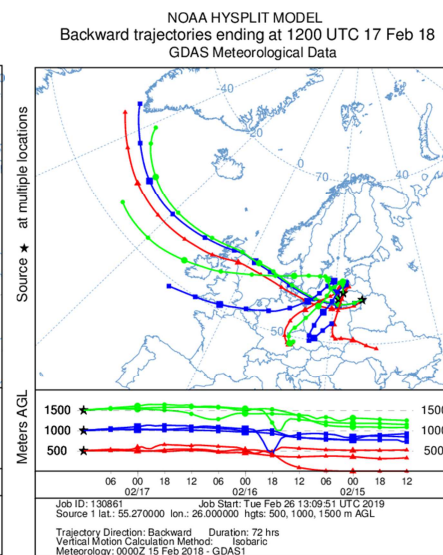 NOAA HYSPLIT MODEL
Backward trajectories ending at 1200 UTC 17 Feb 18
GDAS Meteorological Data
Source ★ at multiple locations
-40
-20
0
20
40
70
50
Meters AGL
1500
1000
500
1500
1000
500
06 00 18 12 06 00 18 12 06 00 18 12
02/17 02/16 02/15
Job ID: 130861 Job Start: Tue Feb 26 13:09:51 UTC 2019
Source 1 lat.: 55.270000 lon.: 26.000000 hgts: 500, 1000, 1500 m AGL
Trajectory Direction: Backward Duration: 72 hrs
Vertical Motion Calculation Method: Isobaric
Meteorology: 0000Z 15 Feb 2018 - GDAS1